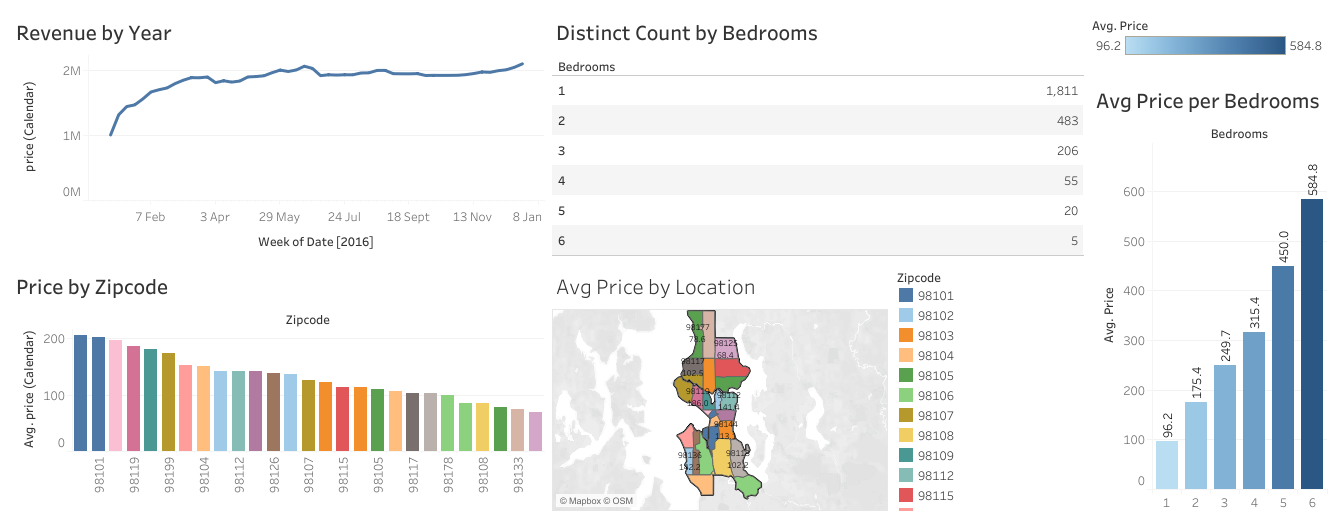 Revenue by Year
2M
1M
0M
price (Calendar)
7 Feb
3 Apr
29 May
24 Jul
18 Sept
13 Nov
8 Jan
Week of Date [2016]
Distinct Count by Bedrooms
Bedrooms
1 1,811
2 483
3 206
4 55
5 20
6 5
Avg. Price
96.2 584.8
Avg Price per Bedrooms
Bedrooms
Avg. Price
600
500
400
300
200
100
0
96.2
175.4
249.7
315.4
450.0
584.8
1 2 3 4 5 6
Price by Zipcode
Zipcode
Avg. price (Calendar)
200
100
0
98101
98119
98199
98104
98112
98126
98107
98115
98105
98117
98178
98108
98133
Avg Price by Location
98177
78.6
98125
68.4
98117
102.5
98112
98144
98136
142.2
98118
102.2
© Mapbox © OSM
Zipcode
98101
98102
98103
98104
98105
98106
98107
98108
98109
98112
98115